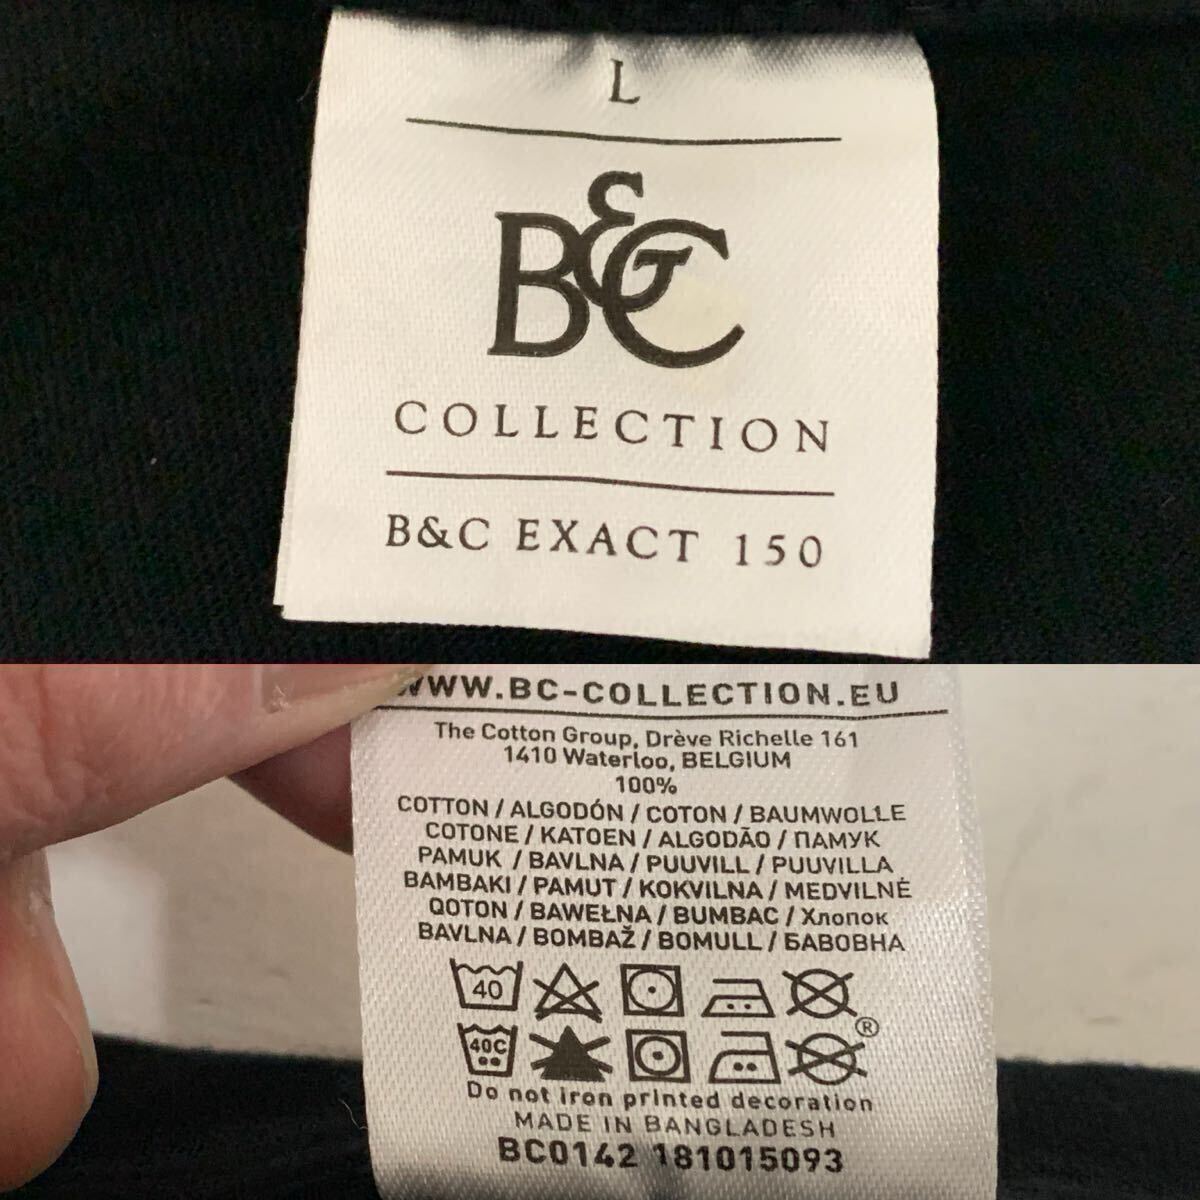 L
B&C
COLLECTION
B&C EXACT 150
WWW.BC-COLLECTION.EU
The Cotton Group, Drève Richelle 161
1410 Waterloo, BELGIUM
100%
COTTON / ALGODÓN / COTON / BAUMWOLLE
COTONE / KATOEN / ALGODÃO / ПАМУК
PAMUK / BAVLNA / PUUVILL / PUUVILLA
BAMBAKI / PAMUT / KOKVILNA / MEDVILNÉ
QOTON / BAWEŁNA / BUMBAC / Хлопок
BAVLNA / BOMBAŽ / BOMULL / БАВОВНА
40
®
40C
Do not iron printed decoration
MADE IN BANGLADESH
BC0142 181015093